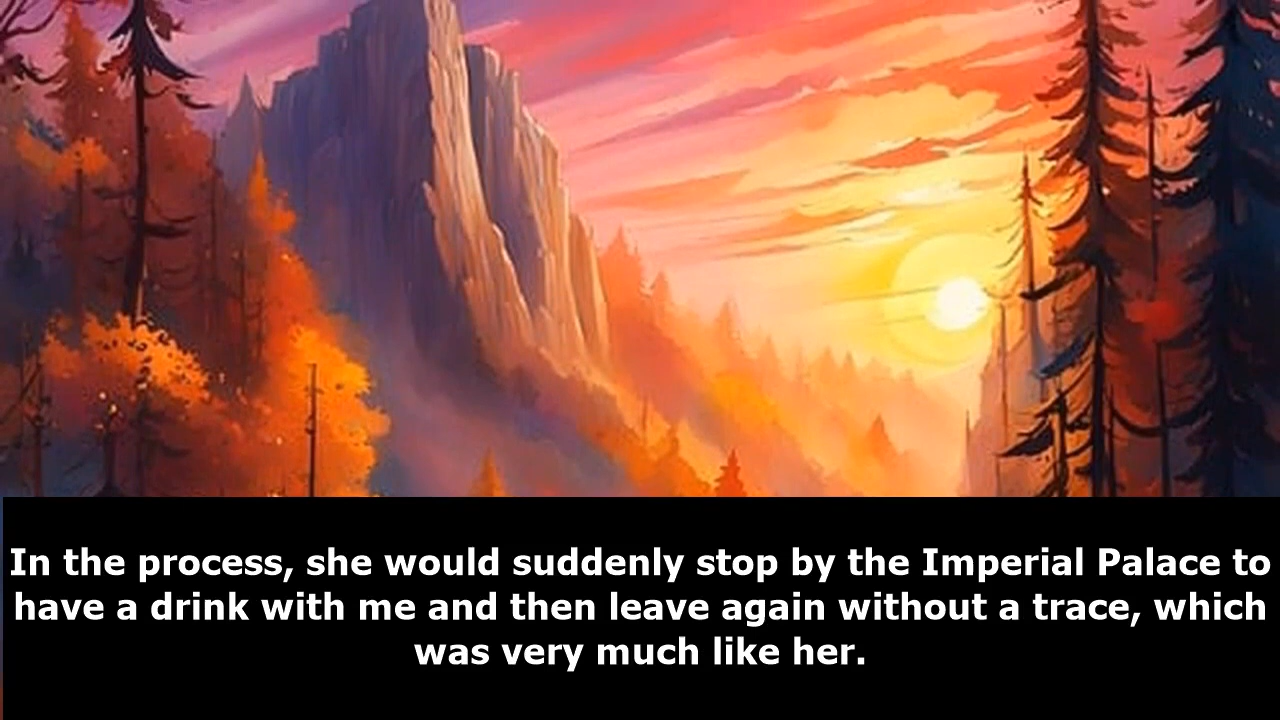 In the process, she would suddenly stop by the Imperial Palace to
have a drink with me and then leave again without a trace, which
was very much like her.